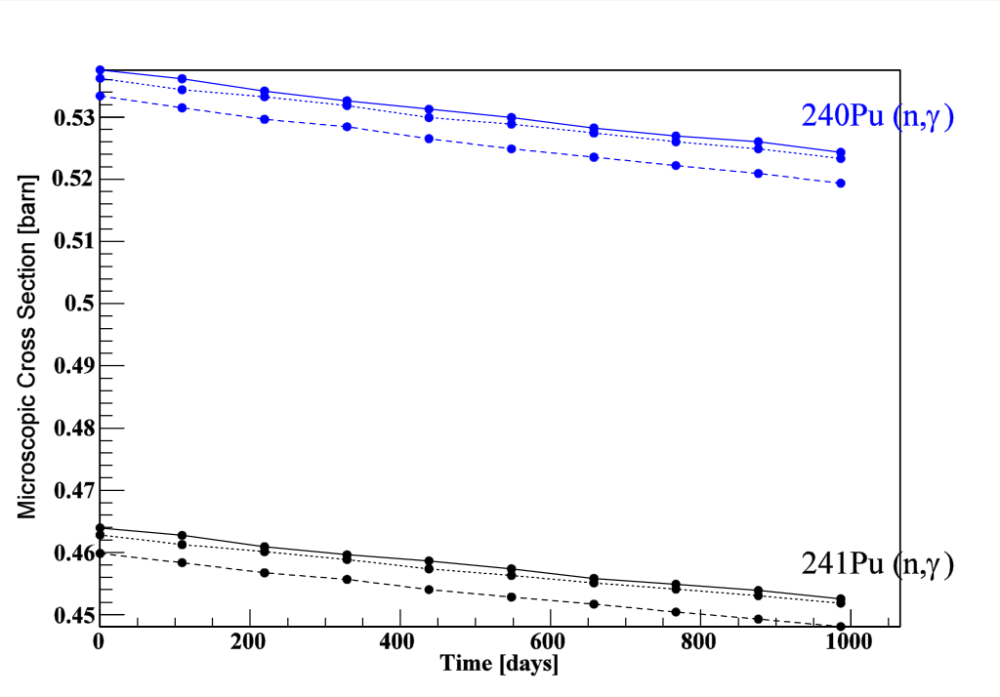 240Pu (n,γ)
0.53
0.52
0.51
0.5
0.49
0.48
0.47
0.46
0.45
Microscopic Cross Section [barn]
241Pu (n,γ)
0 200 400 600 800 1000
Time [days]